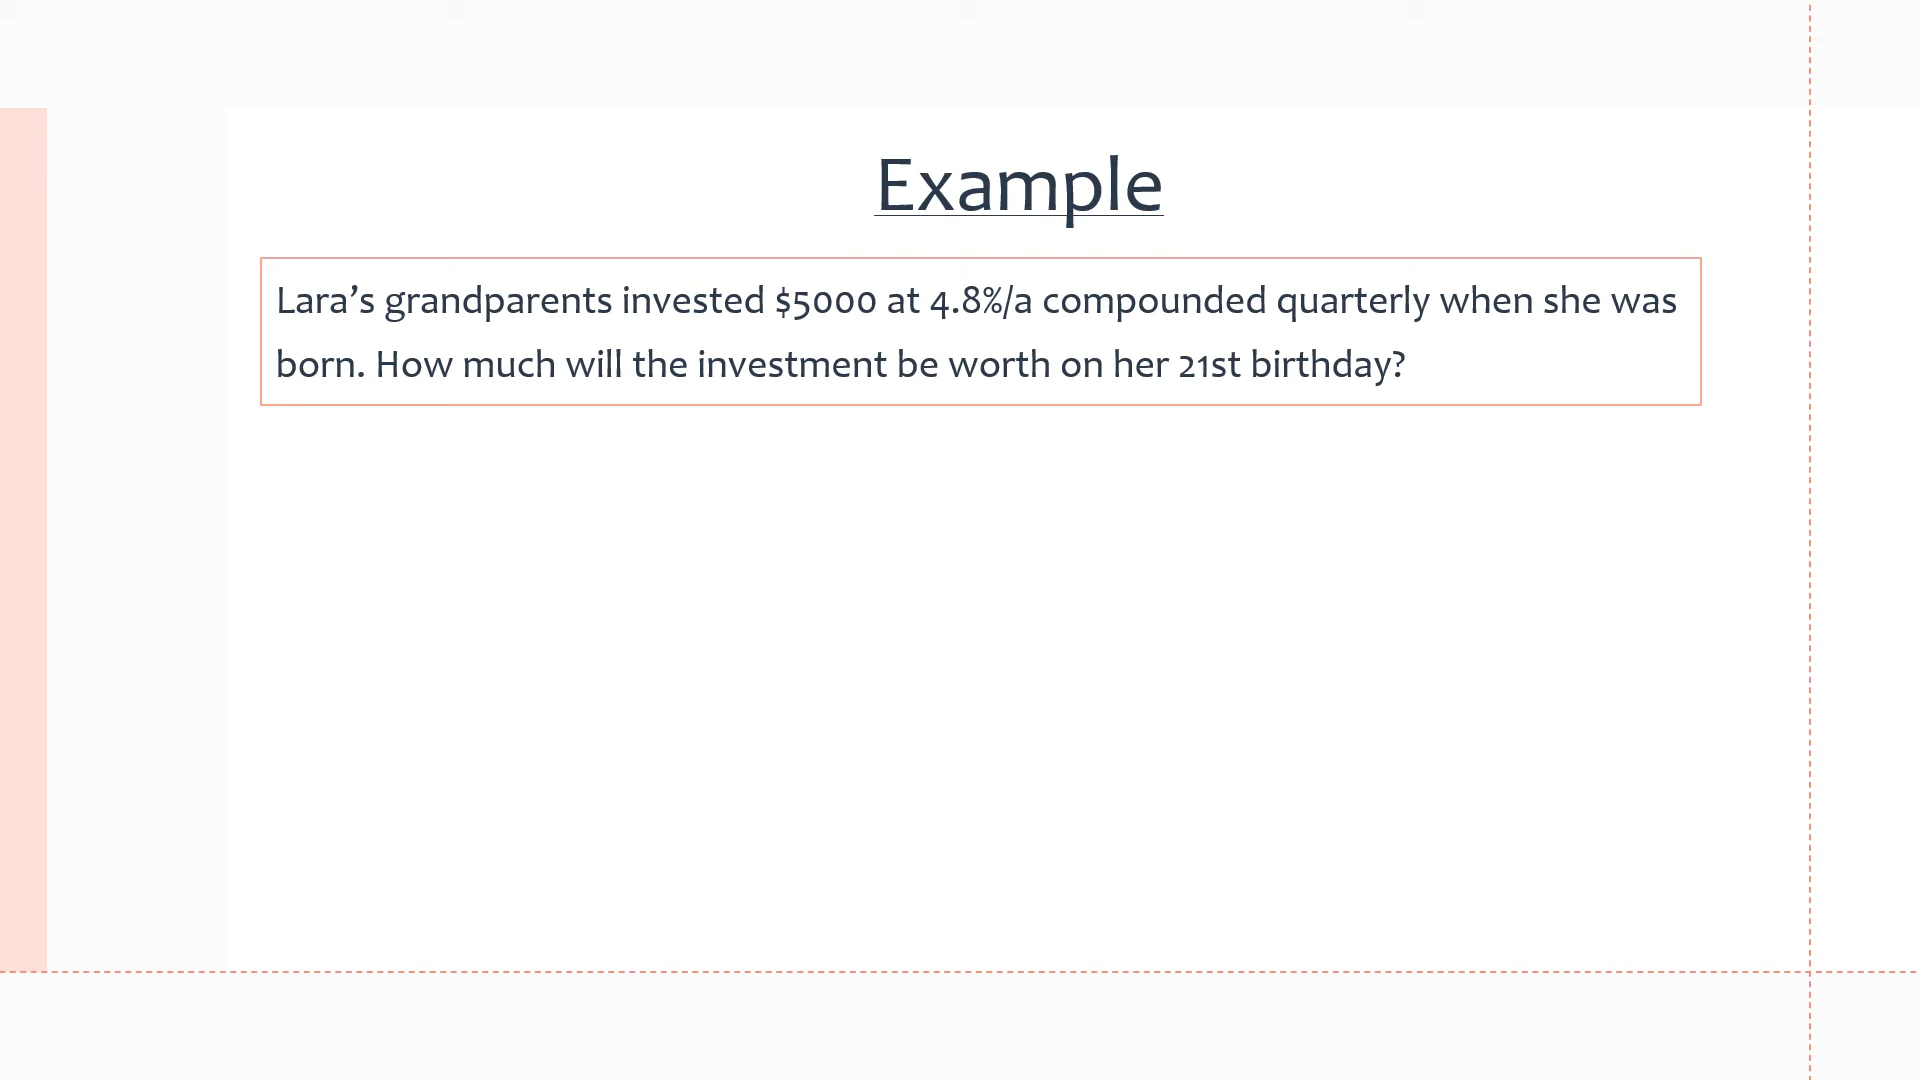 Example
Lara’s grandparents invested $5000 at 4.8%/a compounded quarterly when she was
born. How much will the investment be worth on her 21st birthday?